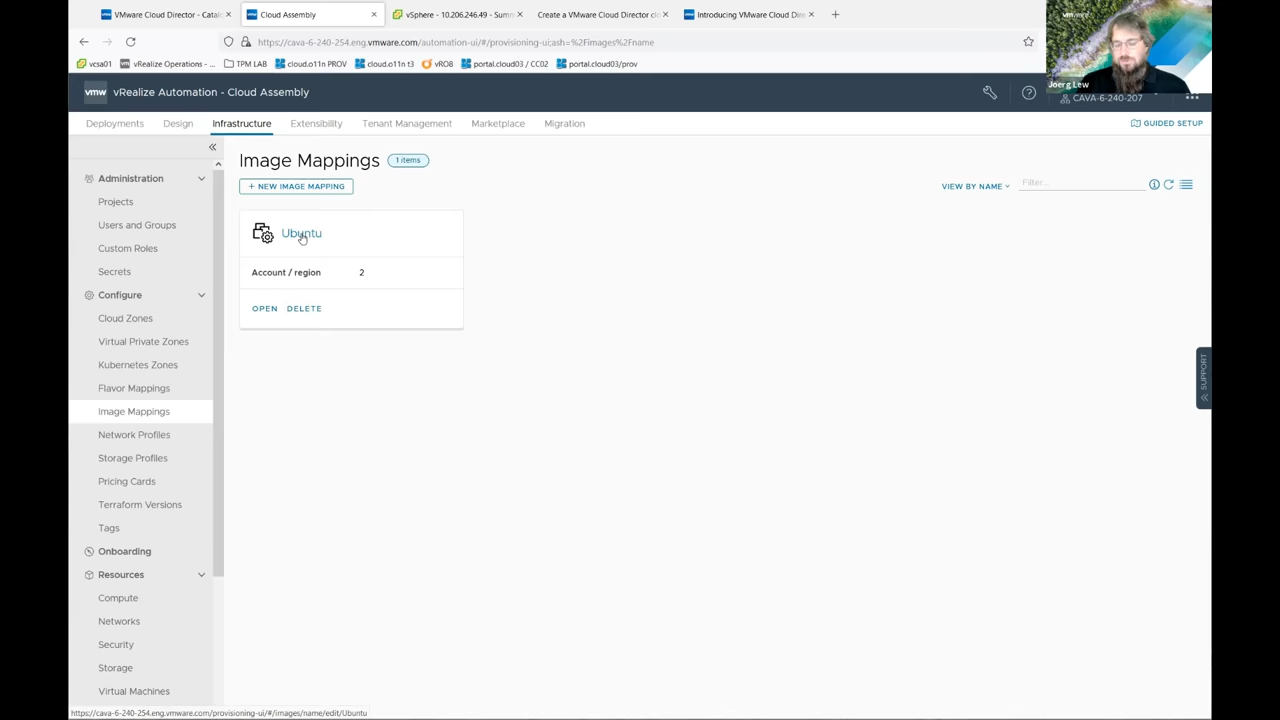 VMware Cloud Director - Catalo
Cloud Assembly
vSphere - 10.206.246.49 - Summ
Create a VMware Cloud Director cl
Introducing VMware Cloud Dire
https://cava-6-240-254.eng.vmware.com/automation-ui/#/provisioning-ui;ash=%2Fimages%2Fname
vcsa01
vRealize Operations - ...
TPM LAB
cloud.o11n PROV
cloud.o11n t3
vRO8
portal.cloud03 / CC02
portal.cloud03/prov
vmw
Joerg Lew
vmw
vRealize Automation - Cloud Assembly
CAVA-6-240-207
Deployments
Design
Infrastructure
Extensibility
Tenant Management
Marketplace
Migration
GUIDED SETUP
Administration
Projects
Users and Groups
Custom Roles
Secrets
Configure
Cloud Zones
Virtual Private Zones
Kubernetes Zones
Flavor Mappings
Image Mappings
Network Profiles
Storage Profiles
Pricing Cards
Terraform Versions
Tags
Onboarding
Resources
Compute
Networks
Security
Storage
Virtual Machines
Image Mappings
1 items
+ NEW IMAGE MAPPING
VIEW BY NAME
Filter...
Ubuntu
Account / region 2
OPEN DELETE
SUPPORT
https://cava-6-240-254.eng.vmware.com/provisioning-ui/#/images/name/edit/Ubuntu